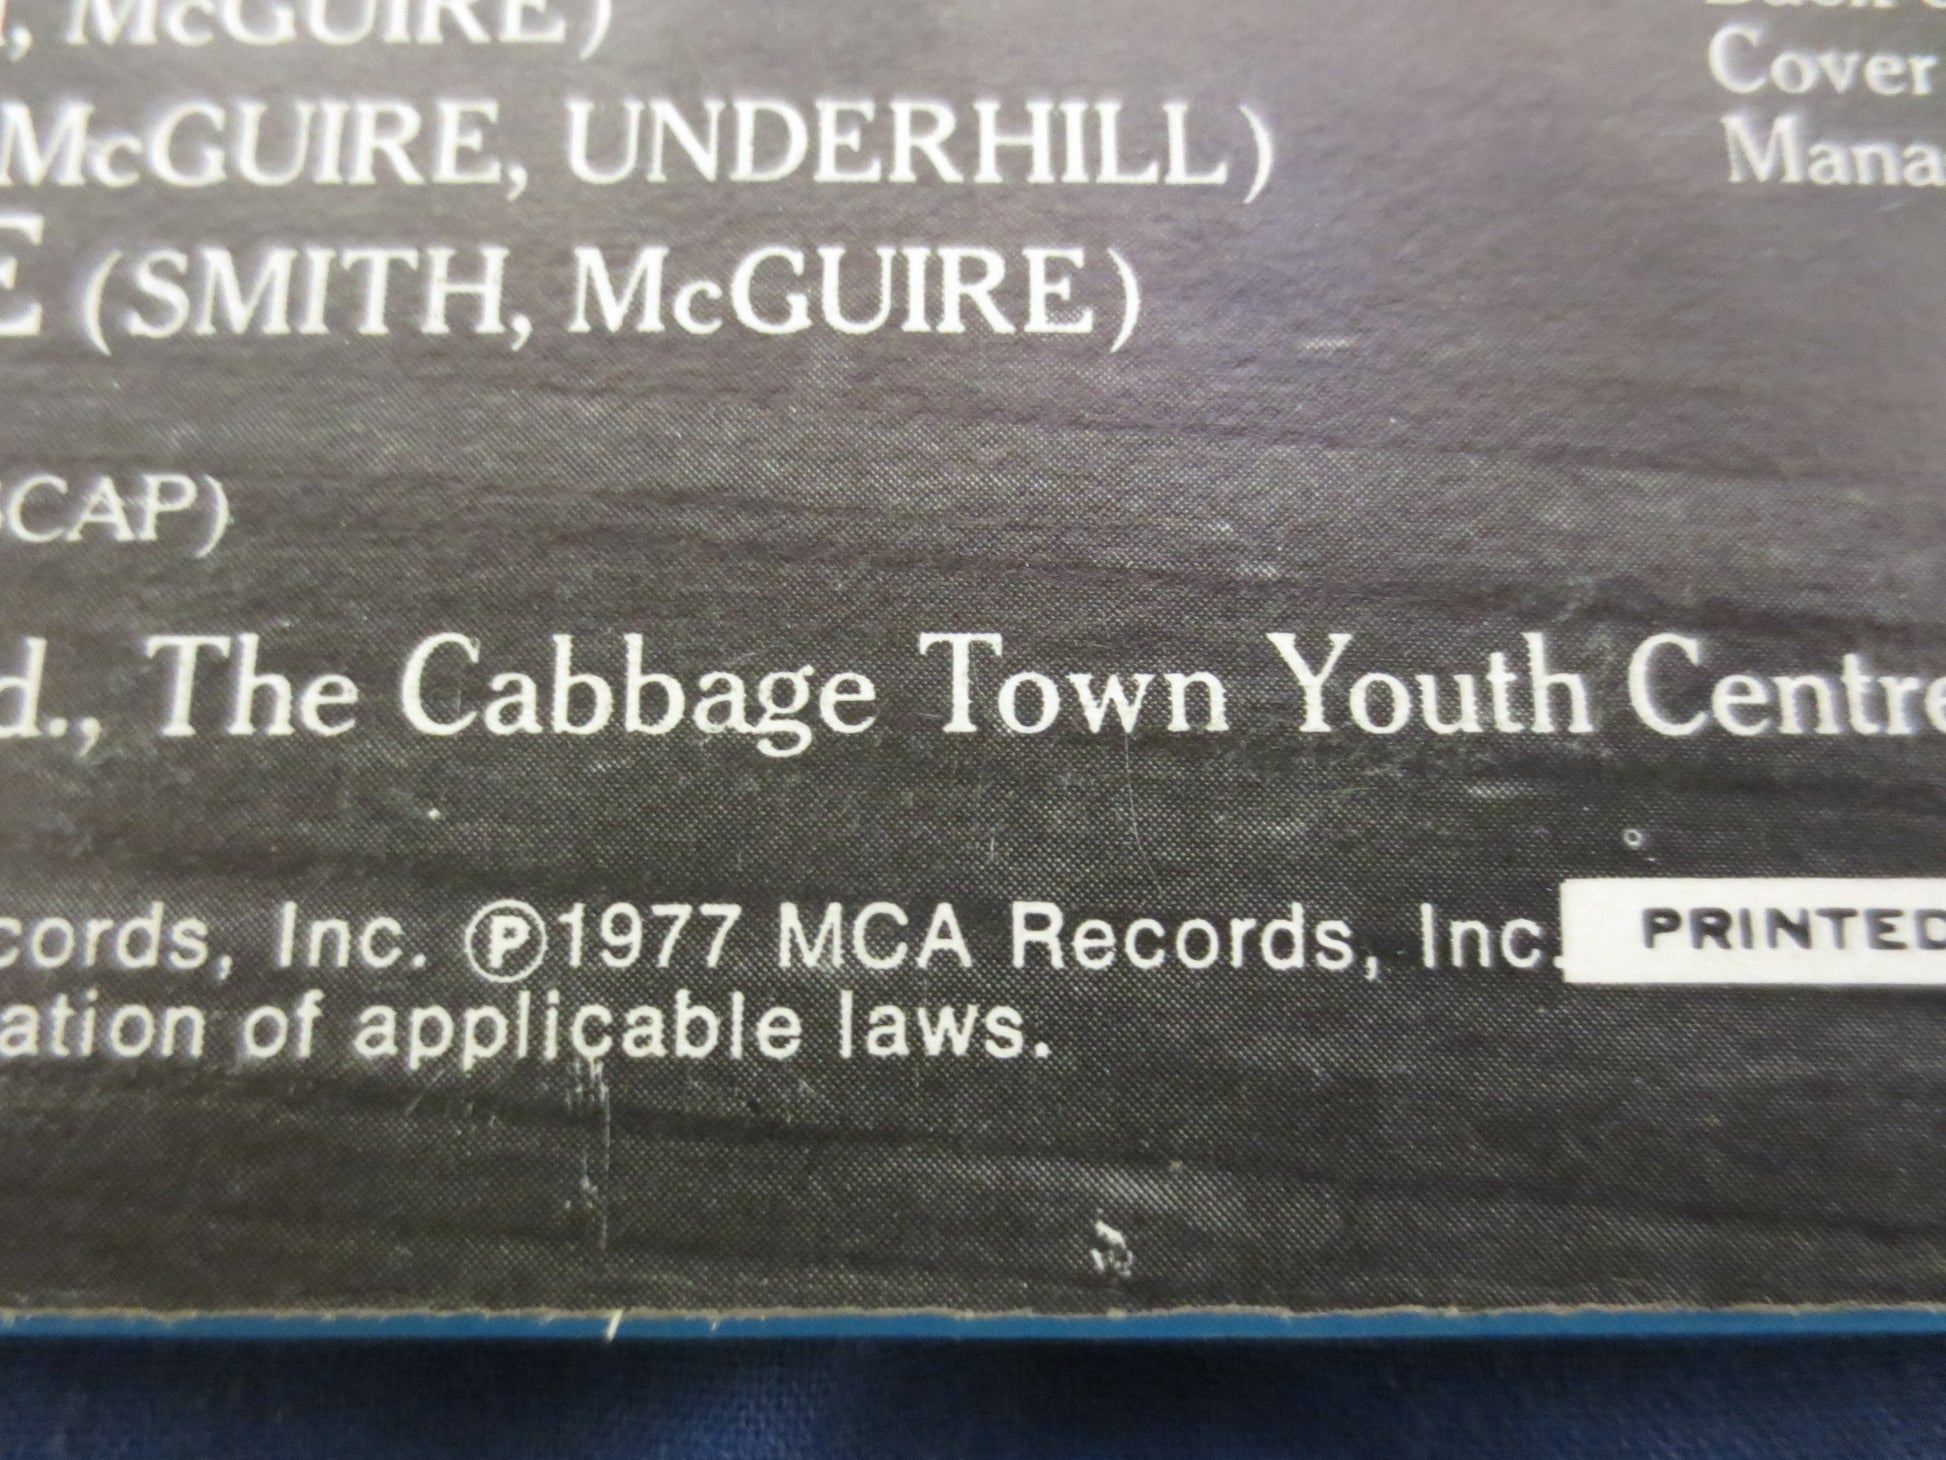 , McGUIRE)
Cover
McGUIRE, UNDERHILL)
Mana
E (SMITH, McGUIRE)
SCAP)
d., The Cabbage Town Youth Centre
cords, Inc. ℗1977 MCA Records, Inc. PRINTED
ation of applicable laws.